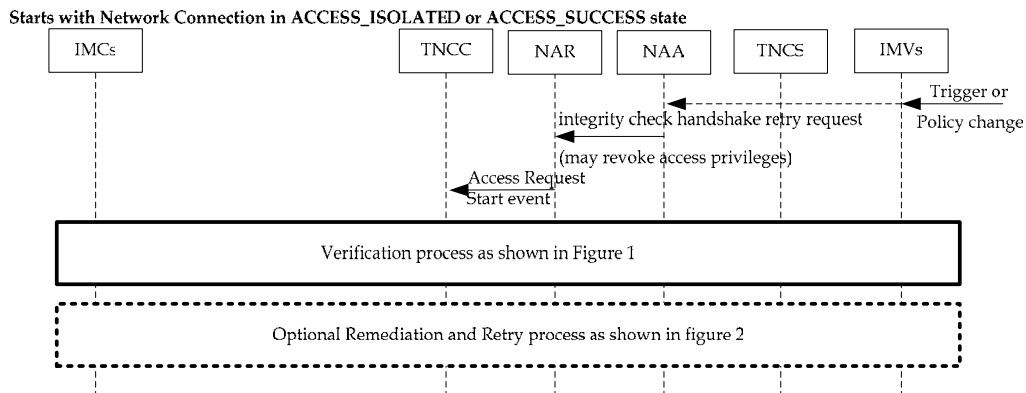 Starts with Network Connection in ACCESS_ISOLATED or ACCESS_SUCCESS state
IMCs
TNCC
NAR
NAA
TNCS
IMVs
Trigger or
Policy change
integrity check handshake retry request
(may revoke access privileges)
Access Request
Start event
Verification process as shown in Figure 1
Optional Remediation and Retry process as shown in figure 2